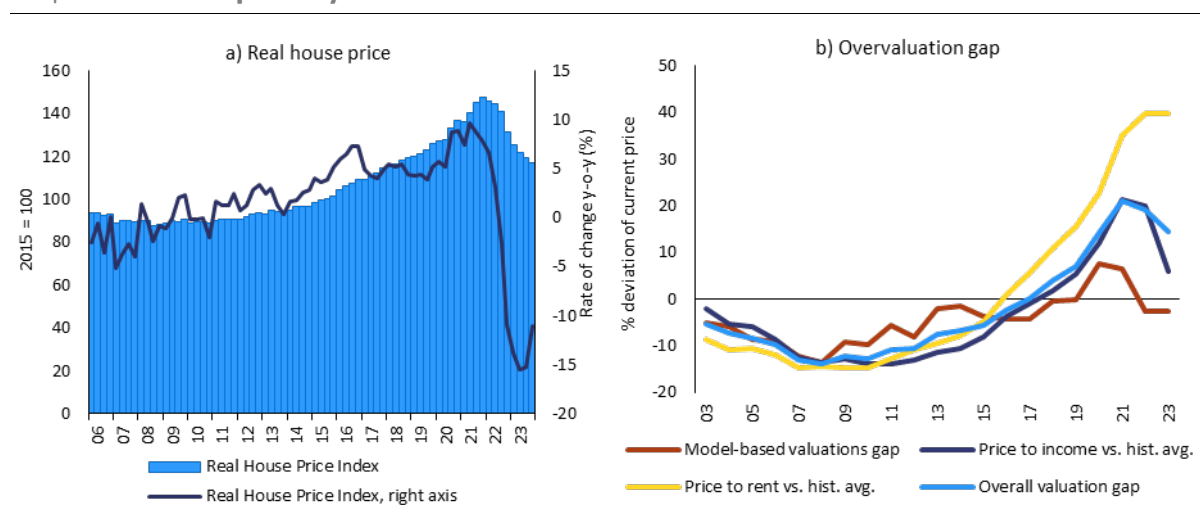 a) Real house price
160
140
120
100
80
60
40
20
0
2015 = 100
15
10
5
0
-5
-10
-15
-20
Rate of change y-o-y (%)
06 07 08 09 10 11 12 13 14 15 16 17 18 19 20 21 22 23
Real House Price Index
Real House Price Index, right axis
b) Overvaluation gap
50
40
30
20
10
0
-10
-20
% deviation of current price
03 05 07 09 11 13 15 17 19 21 23
Model-based valuations gap
Price to income vs. hist. avg.
Price to rent vs. hist. avg.
Overall valuation gap